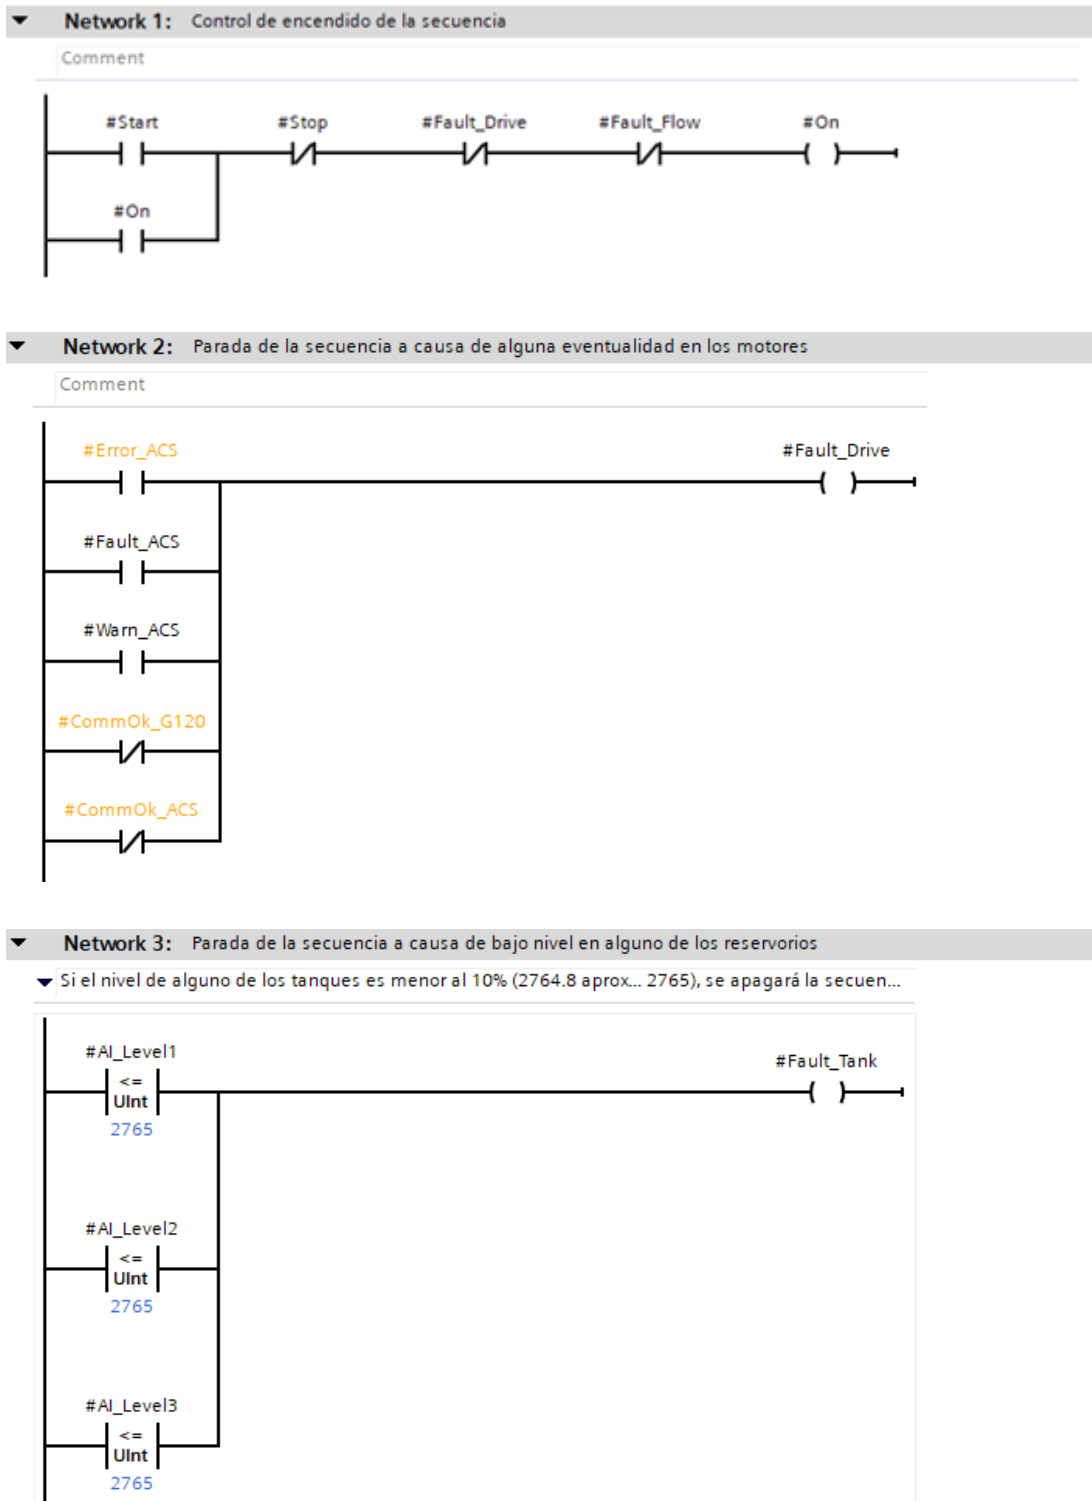 Network 1: Control de encendido de la secuencia
Comment
#Start #Stop #Fault_Drive #Fault_Flow #On
#On
Network 2: Parada de la secuencia a causa de alguna eventualidad en los motores
Comment
#Error_ACS #Fault_Drive
#Fault_ACS
#Warn_ACS
#CommOk_G120
#CommOk_ACS
Network 3: Parada de la secuencia a causa de bajo nivel en alguno de los reservorios
Si el nivel de alguno de los tanques es menor al 10% (2764.8 aprox... 2765), se apagará la secuen...
#AI_Level1 #Fault_Tank
<=
UInt
2765
#AI_Level2
<=
UInt
2765
#AI_Level3
<=
UInt
2765